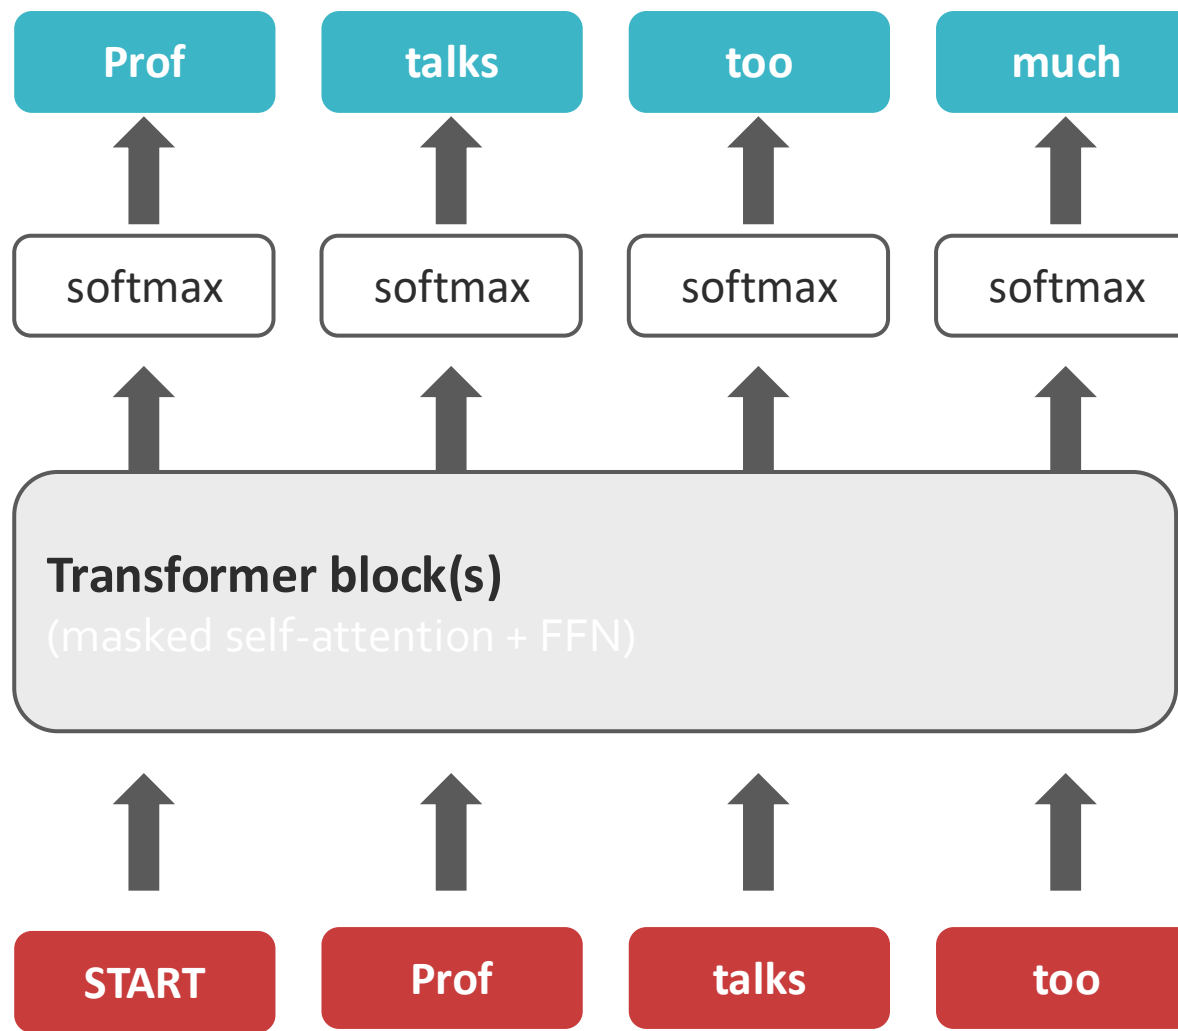 Prof talks too much
softmax softmax softmax softmax
Transformer block(s)
(masked self-attention + FFN)
START Prof talks too